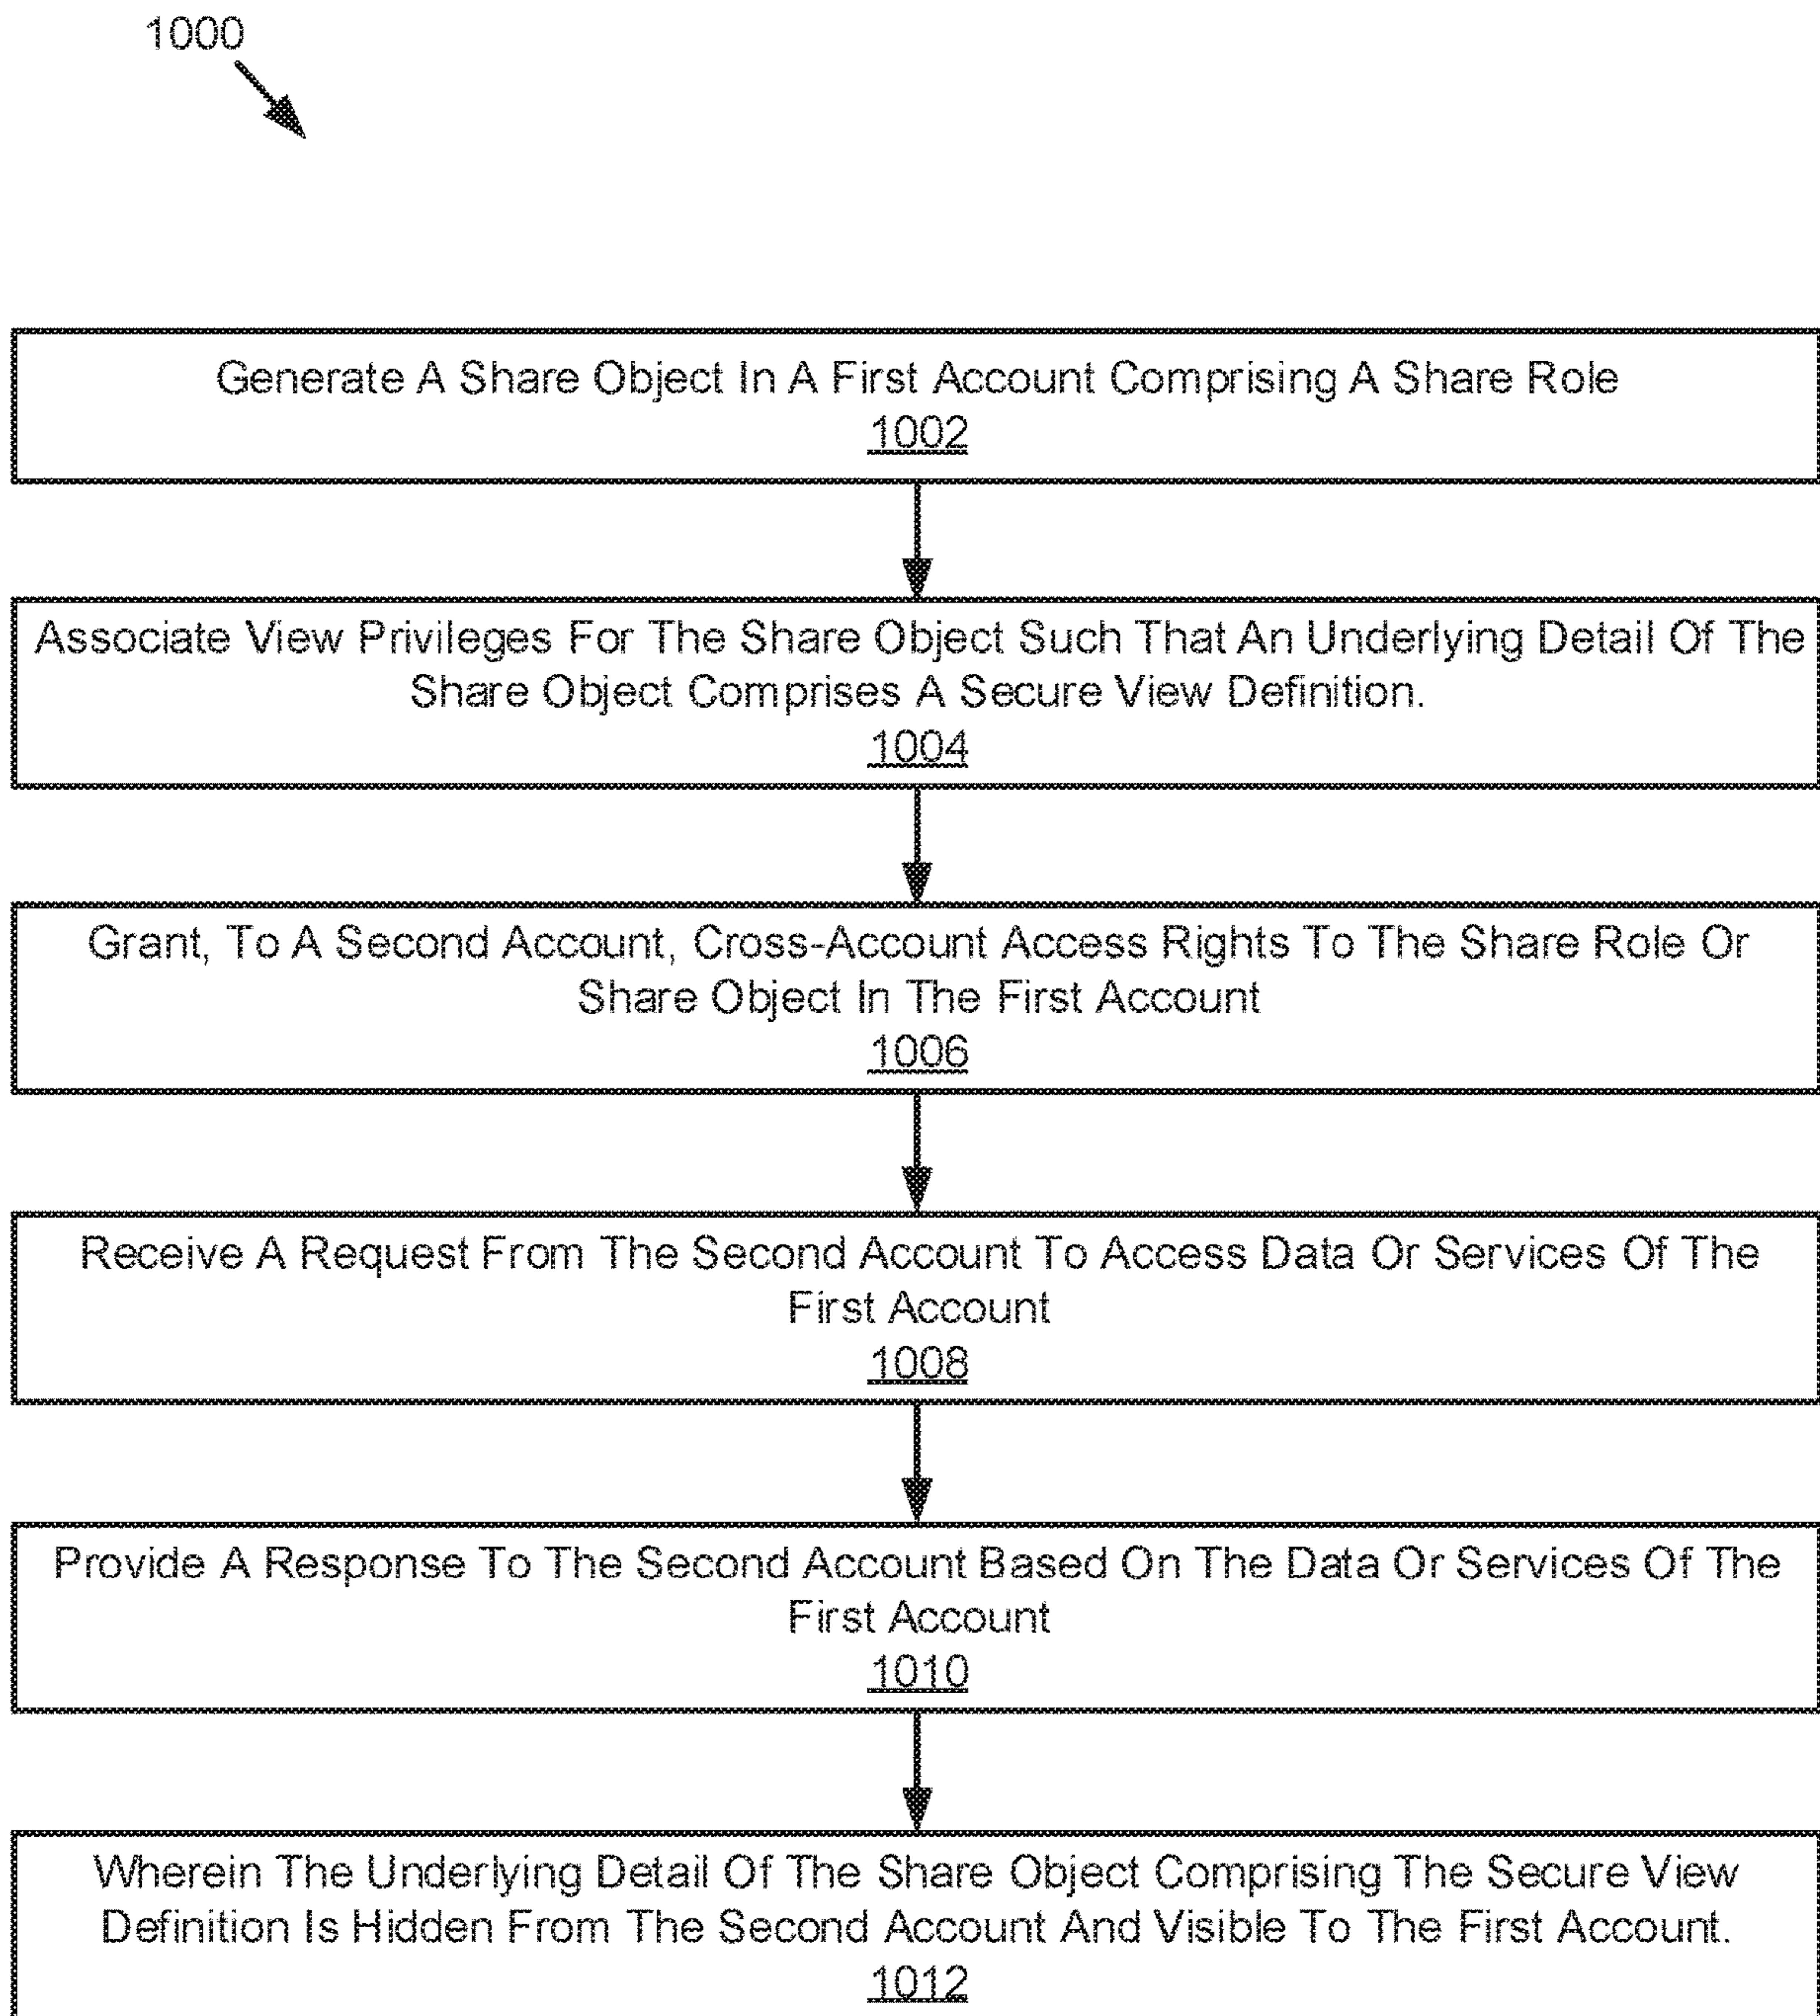 1000
Generate A Share Object In A First Account Comprising A Share Role
1002
Associate View Privileges For The Share Object Such That An Underlying Detail Of The
Share Object Comprises A Secure View Definition.
1004
Grant, To A Second Account, Cross-Account Access Rights To The Share Role Or
Share Object In The First Account
1006
Receive A Request From The Second Account To Access Data Or Services Of The
First Account
1008
Provide A Response To The Second Account Based On The Data Or Services Of The
First Account
1010
Wherein The Underlying Detail Of The Share Object Comprising The Secure View
Definition Is Hidden From The Second Account And Visible To The First Account.
1012